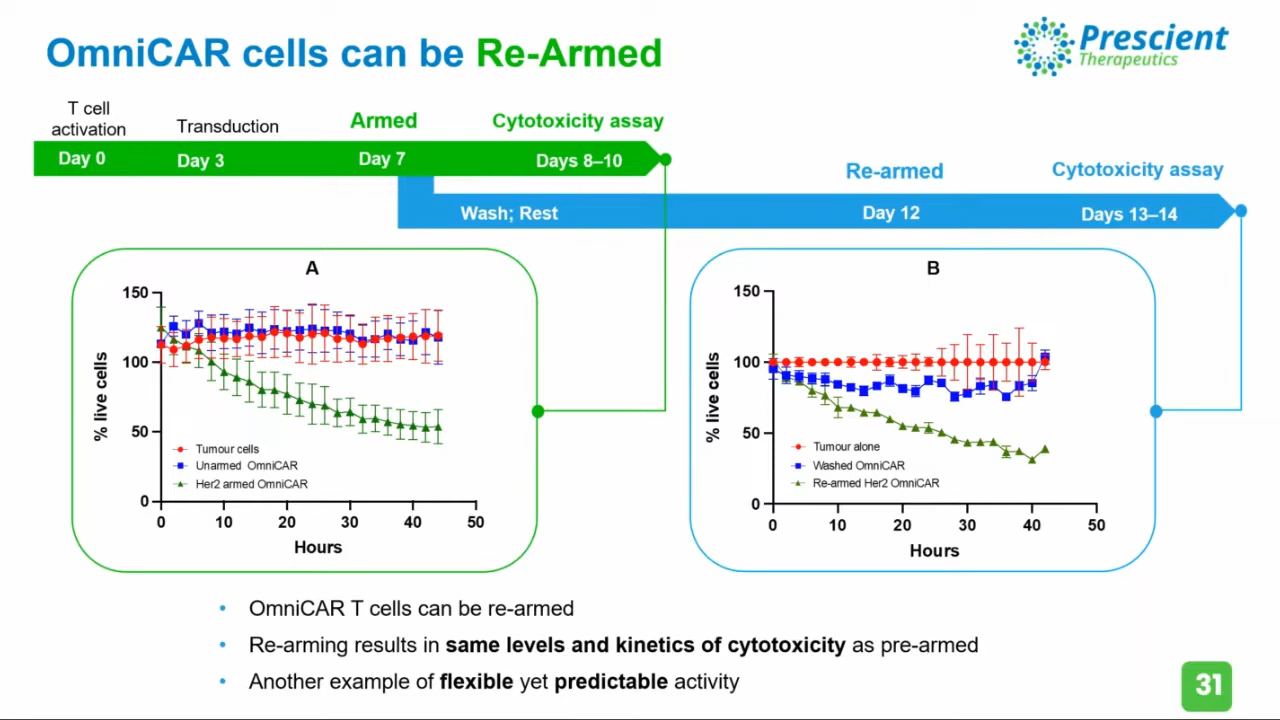 OmniCAR cells can be Re-Armed
Prescient
Therapeutics
T cell
activation
Transduction
Armed
Cytotoxicity assay
Day 0
Day 3
Day 7
Days 8–10
Re-armed
Cytotoxicity assay
Wash; Rest
Day 12
Days 13–14
A
150
100
50
0
% live cells
Tumour cells
Unarmed OmniCAR
Her2 armed OmniCAR
0 10 20 30 40 50
Hours
B
150
100
50
0
% live cells
Tumour alone
Washed OmniCAR
Re-armed Her2 OmniCAR
0 10 20 30 40 50
Hours
• OmniCAR T cells can be re-armed
• Re-arming results in same levels and kinetics of cytotoxicity as pre-armed
• Another example of flexible yet predictable activity
31